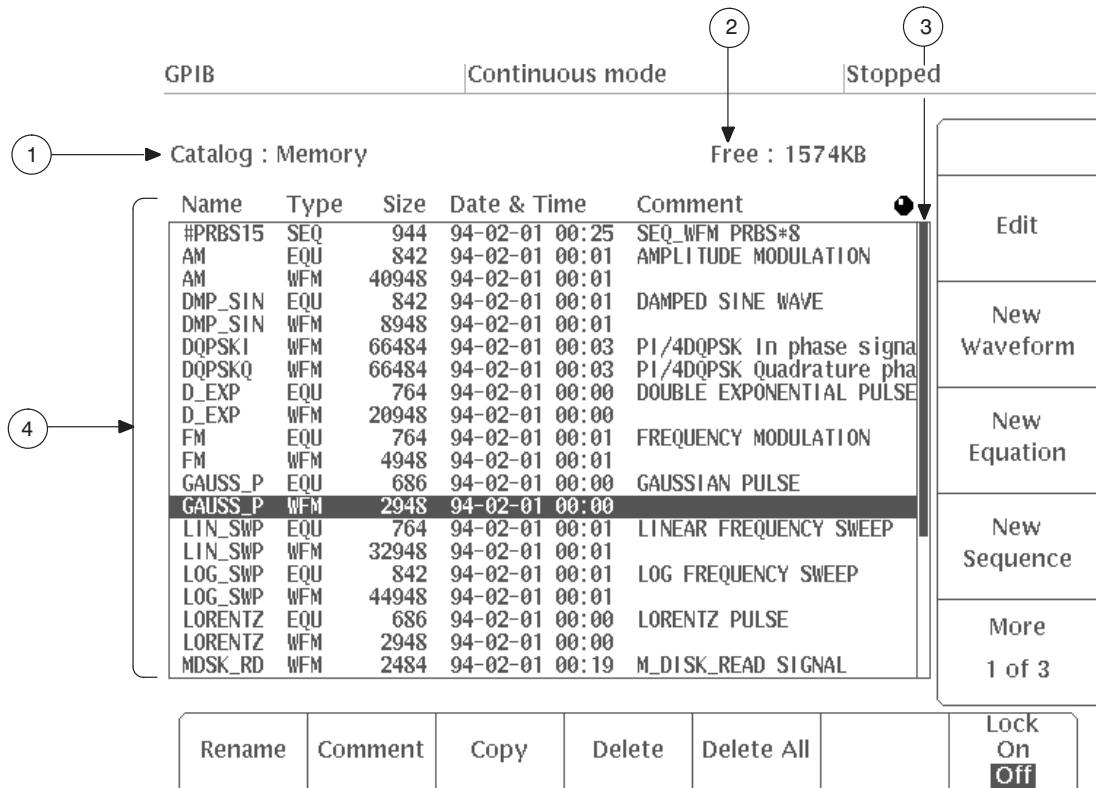 2 3
GPIB Continuous mode Stopped
1 Catalog : Memory Free : 1574KB
Name Type Size Date & Time Comment
#PRBS15 SEQ 944 94-02-01 00:25 SEQ_WFM PRBS*8
AM EQU 842 94-02-01 00:01 AMPLITUDE MODULATION
AM WFM 40948 94-02-01 00:01
DMP_SIN EQU 842 94-02-01 00:01 DAMPED SINE WAVE
DMP_SIN WFM 8948 94-02-01 00:01
DQPSKI WFM 66484 94-02-01 00:03 PI/4DQPSK In phase signa
DQPSKQ WFM 66484 94-02-01 00:03 PI/4DQPSK Quadrature pha
D_EXP EQU 764 94-02-01 00:00 DOUBLE EXPONENTIAL PULSE
D_EXP WFM 20948 94-02-01 00:00
4
FM EQU 764 94-02-01 00:01 FREQUENCY MODULATION
FM WFM 4948 94-02-01 00:01
GAUSS_P EQU 686 94-02-01 00:00 GAUSSIAN PULSE
GAUSS_P WFM 2948 94-02-01 00:00
LIN_SWP EQU 764 94-02-01 00:01 LINEAR FREQUENCY SWEEP
LIN_SWP WFM 32948 94-02-01 00:01
LOG_SWP EQU 842 94-02-01 00:01 LOG FREQUENCY SWEEP
LOG_SWP WFM 44948 94-02-01 00:01
LORENTZ EQU 686 94-02-01 00:00 LORENTZ PULSE
LORENTZ WFM 2948 94-02-01 00:00
MDSK_RD WFM 2484 94-02-01 00:19 M_DISK_READ SIGNAL
Edit
New
Waveform
New
Equation
New
Sequence
More
1 of 3
Rename Comment Copy Delete Delete All
Lock
On
Off